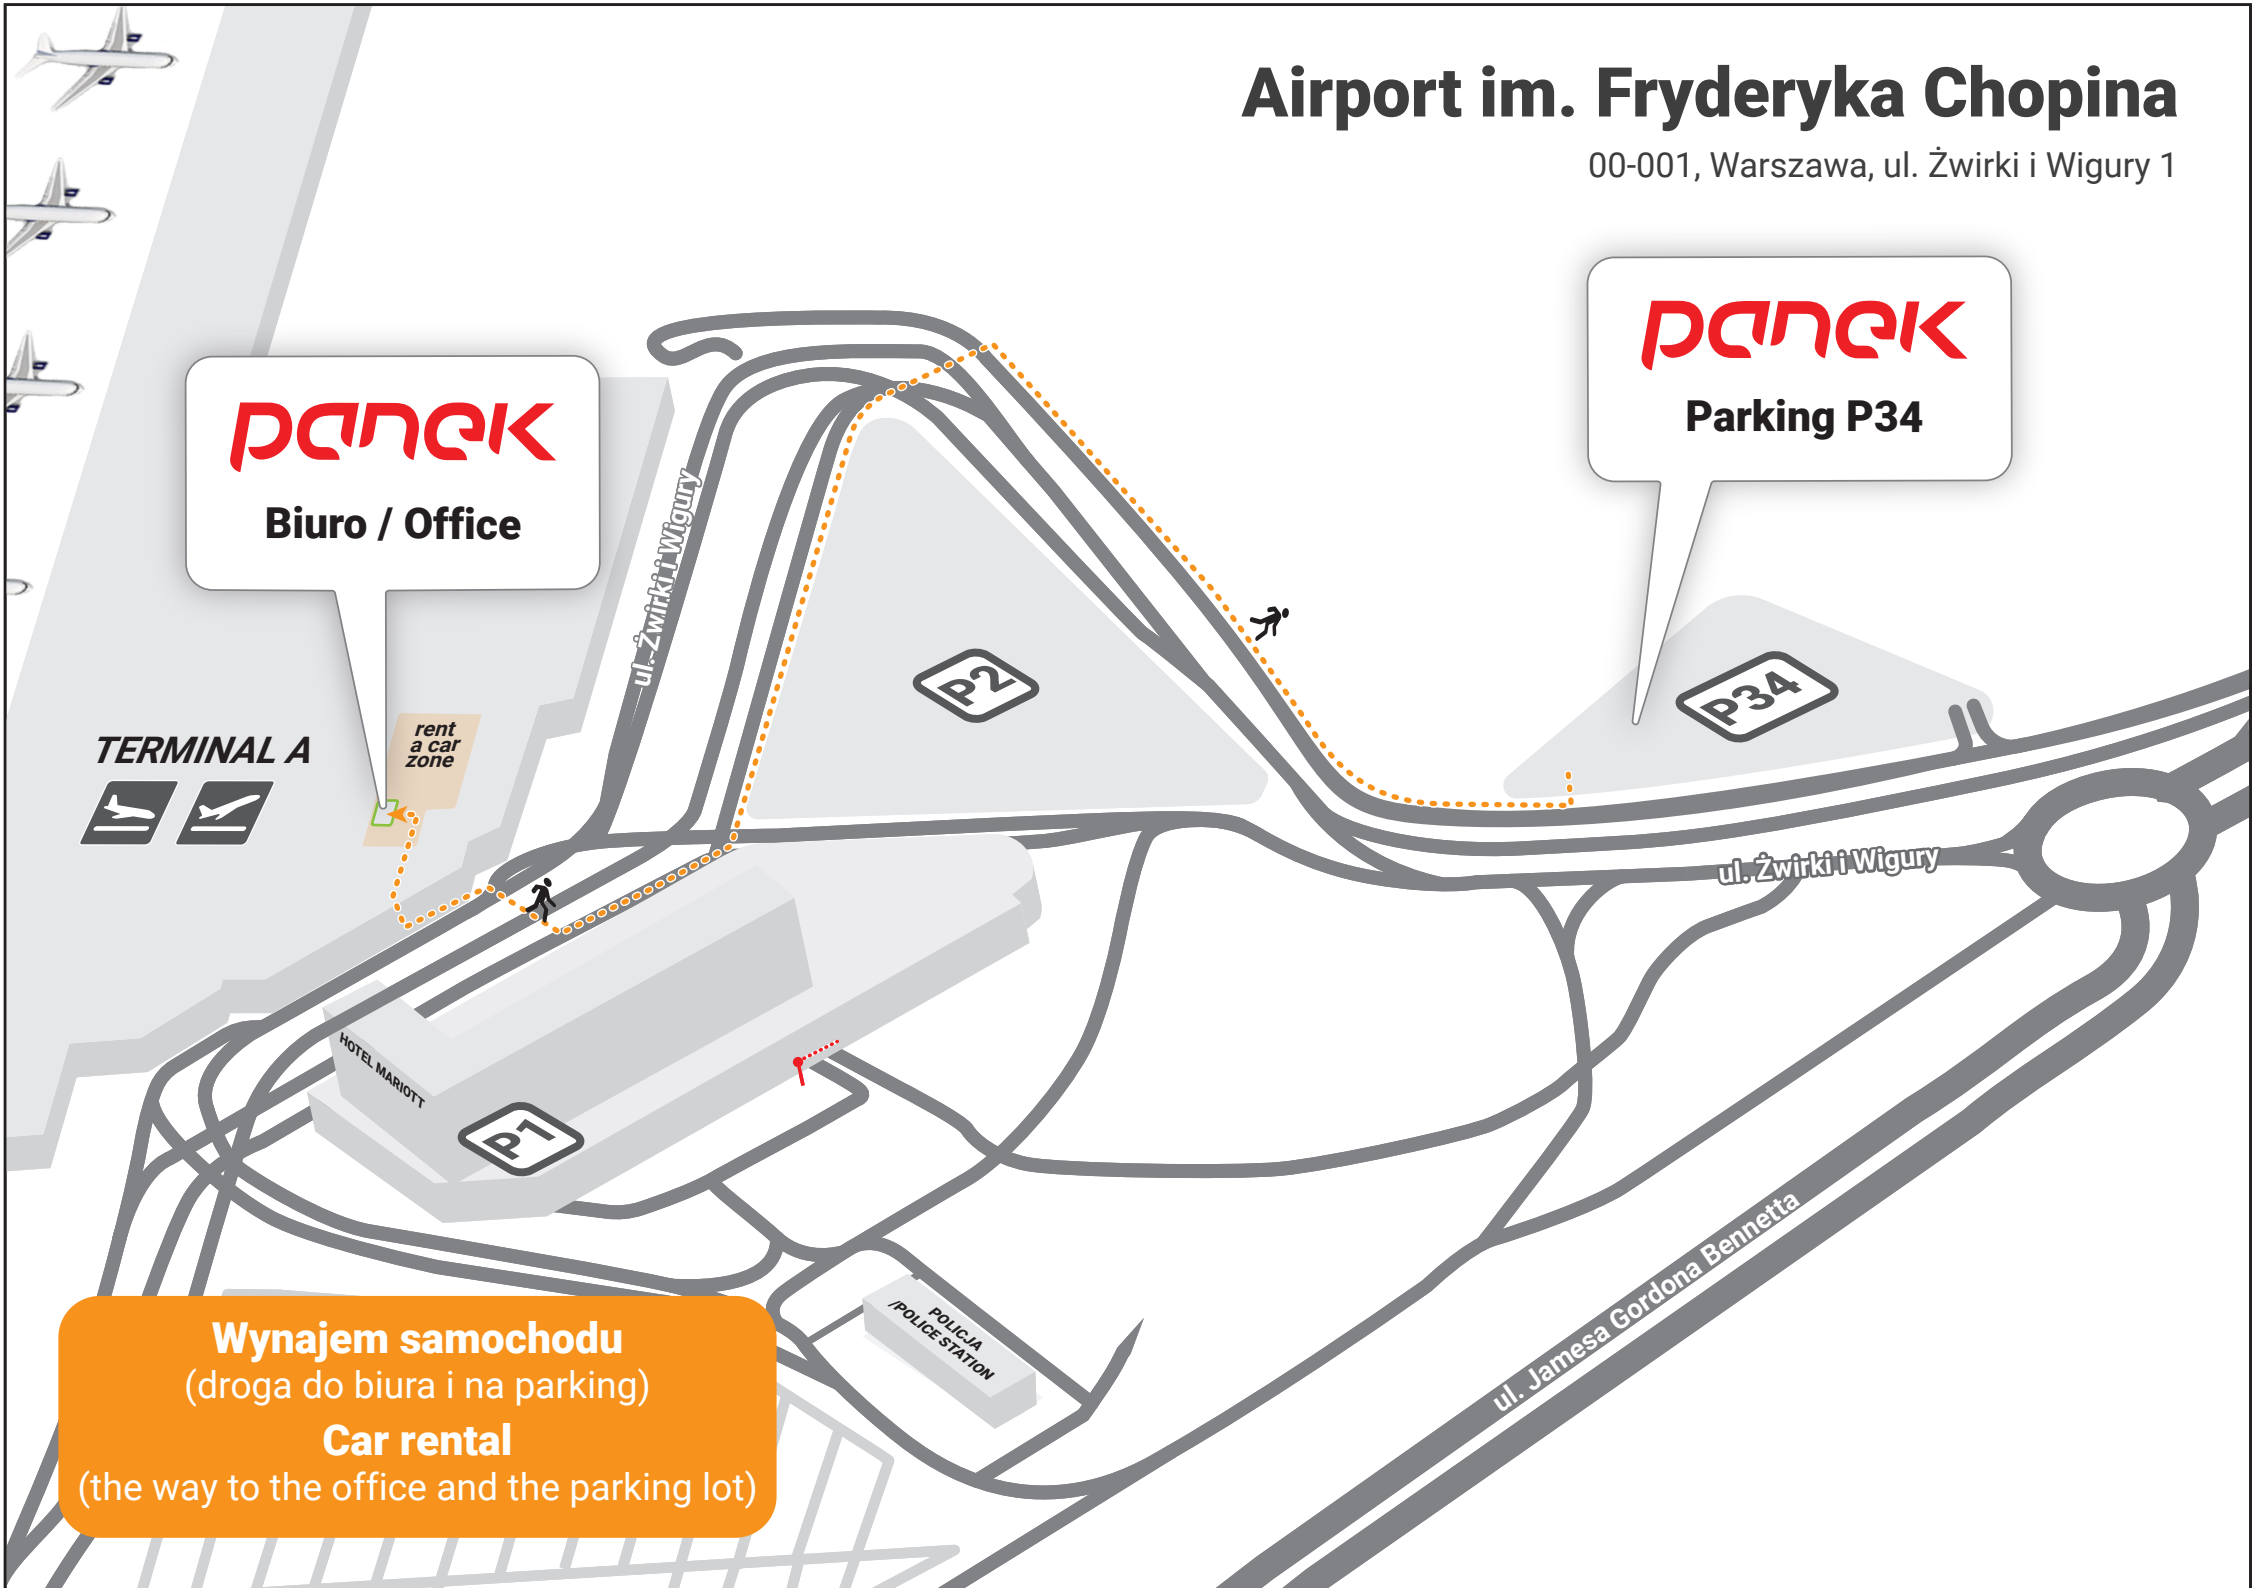 Airport im. Fryderyka Chopina
00-001, Warszawa, ul. Żwirki i Wigury 1
panek
Parking P34
panek
Biuro / Office
ul. Żwirki i Wigury
P2
P34
rent
a car
zone
TERMINAL A
ul. Żwirki i Wigury
HOTEL MARIOTT
P1
ul. Jamesa Gordona Bennetta
POLICJA
/POLICE STATION
Wynajem samochodu
(droga do biura i na parking)
Car rental
(the way to the office and the parking lot)